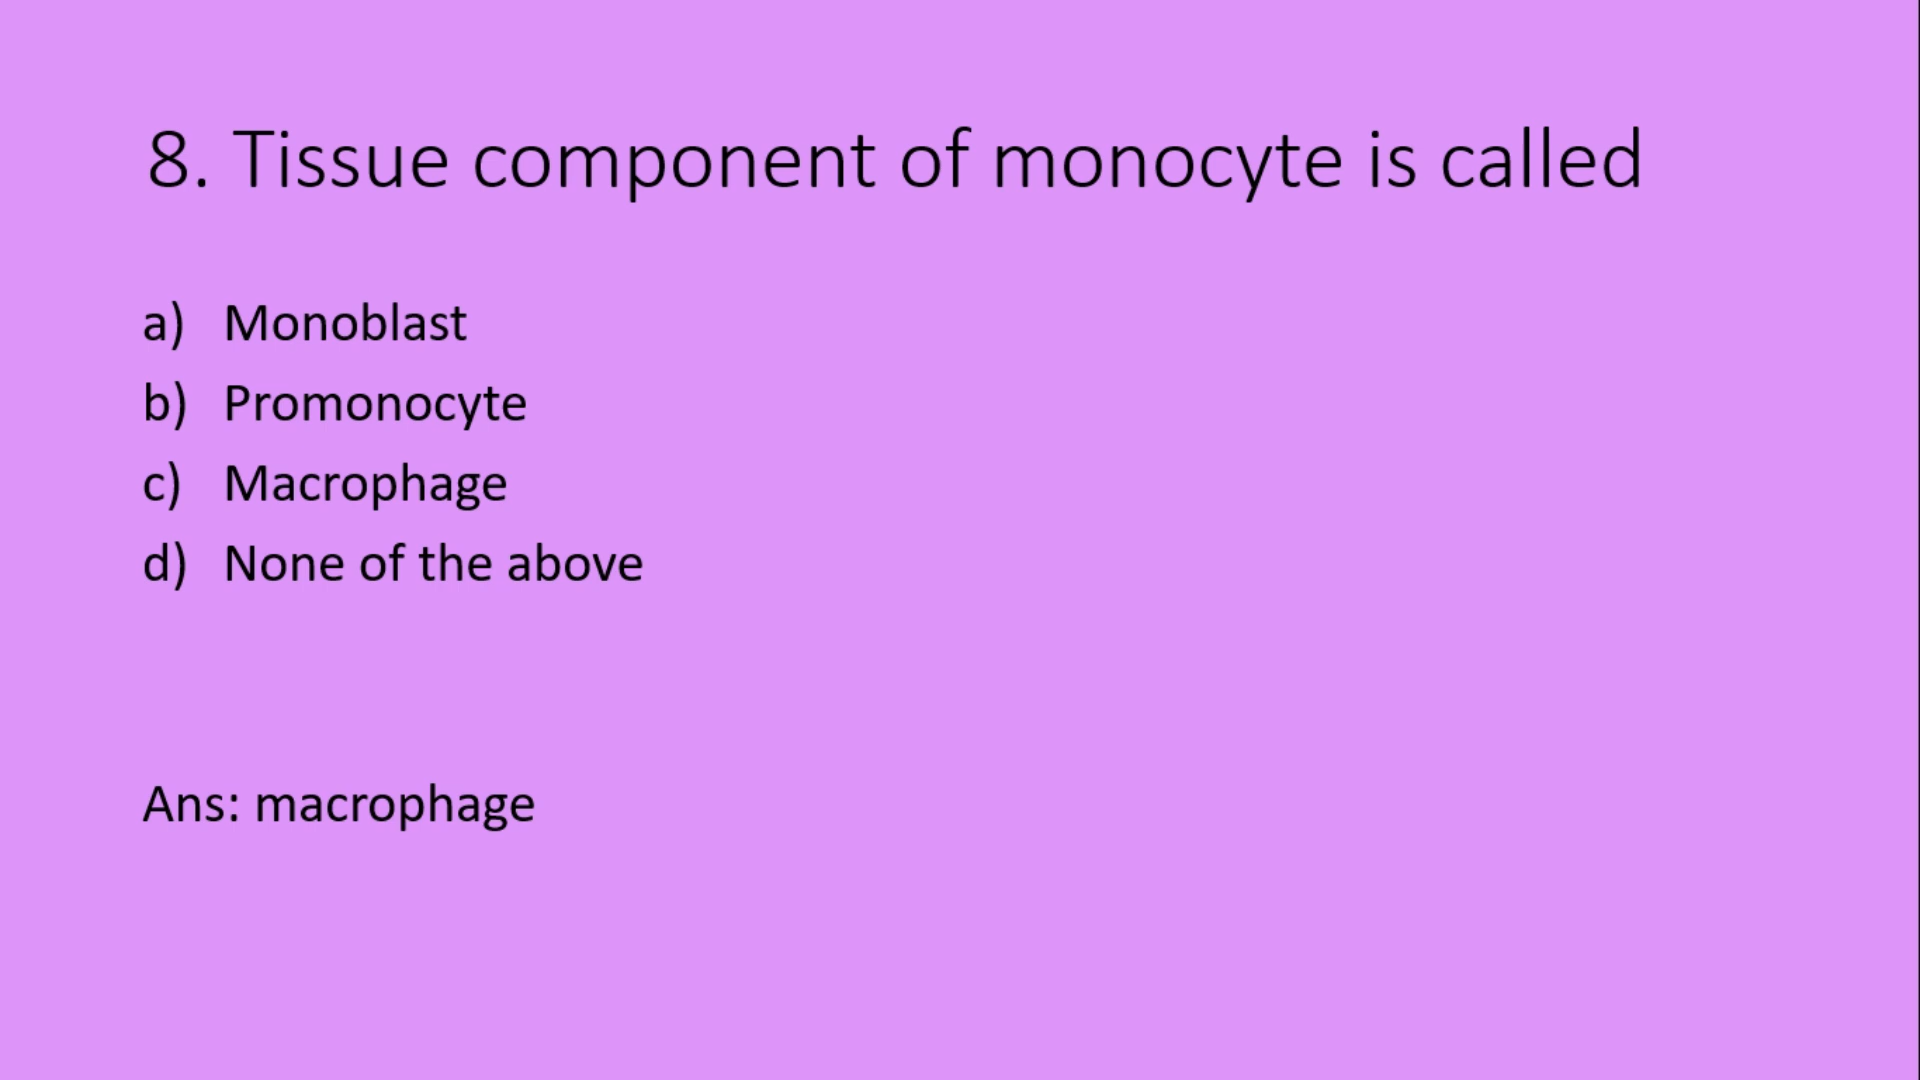 8. Tissue component of monocyte is called
a) Monoblast
b) Promonocyte
c) Macrophage
d) None of the above
Ans: macrophage